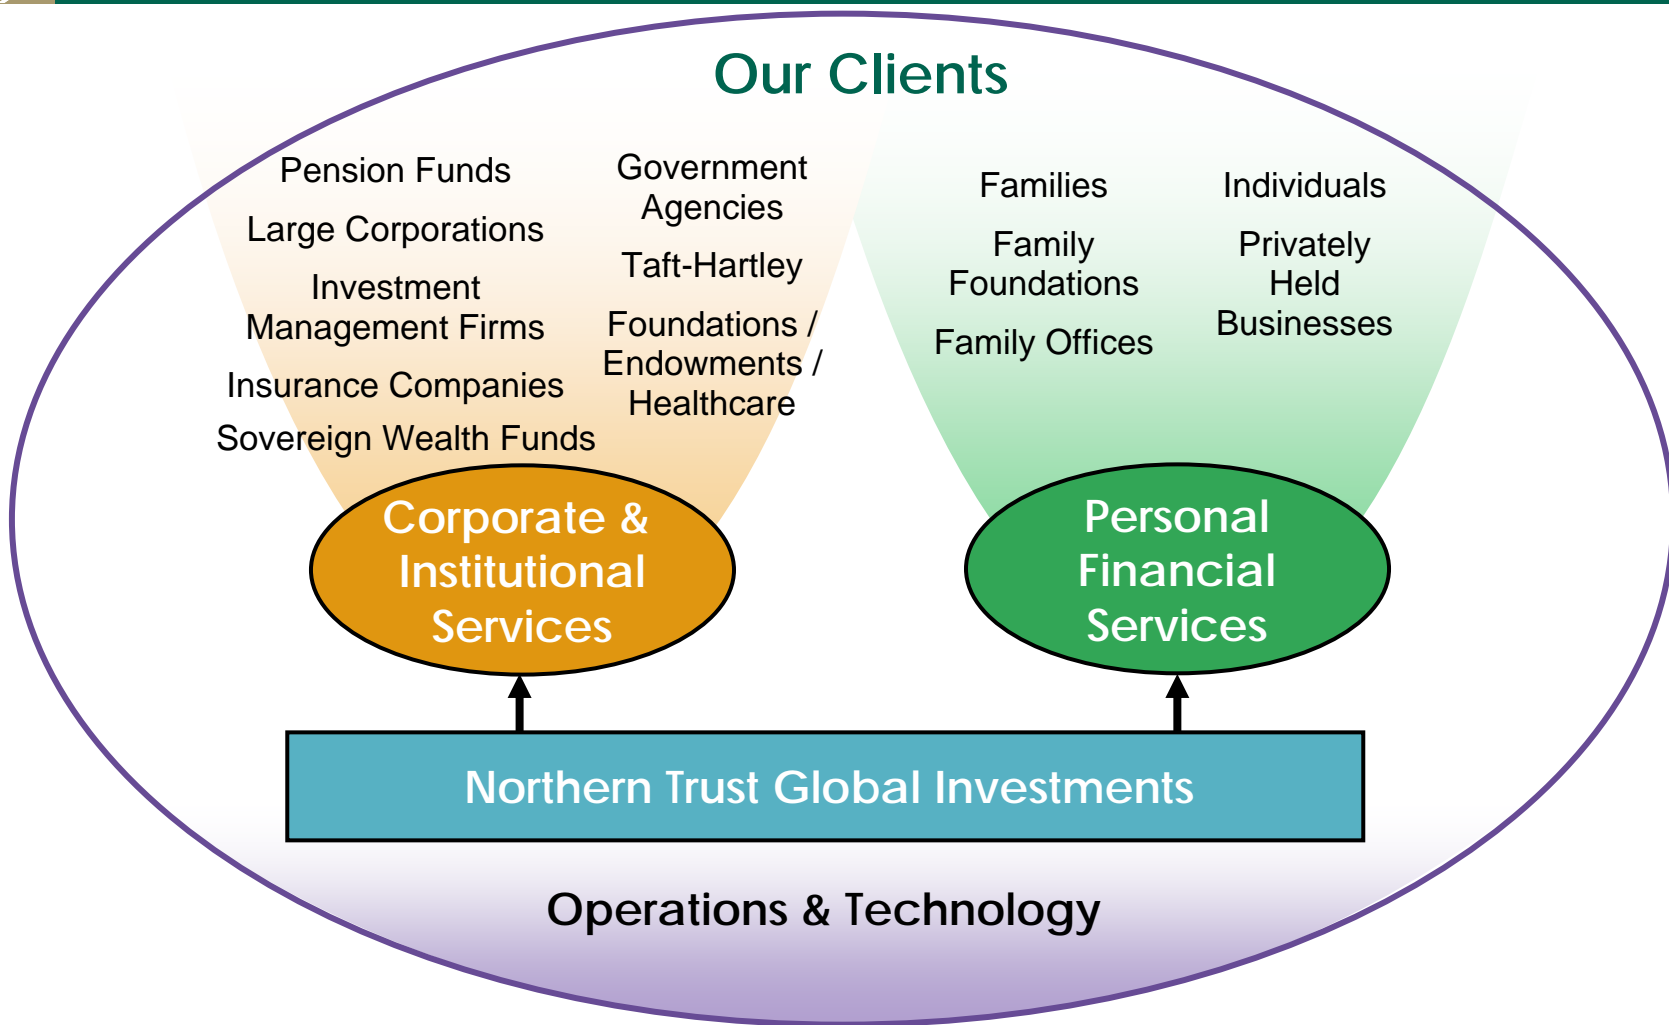 Our Clients
Pension Funds
Large Corporations
Investment
Management Firms
Insurance Companies
Sovereign Wealth Funds
Government
Agencies
Taft-Hartley
Foundations /
Endowments /
Healthcare
Families
Family
Foundations
Family Offices
Individuals
Privately
Held
Businesses
Corporate &
Institutional
Services
Personal
Financial
Services
Northern Trust Global Investments
Operations & Technology